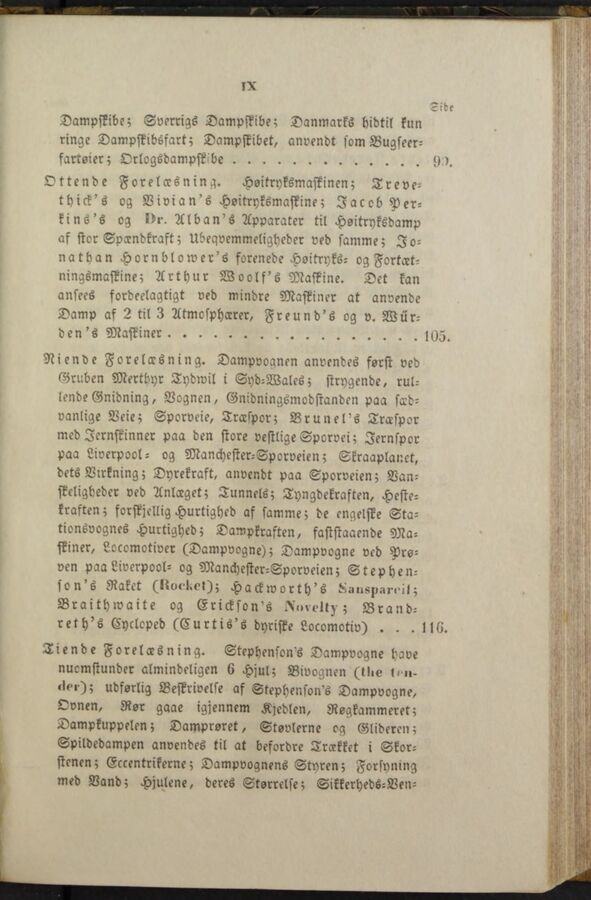 IX
Side
Dampskibe; Sverrigs Dampskibe; Danmarks hidtil kun
ringe Dampskibsfart; Dampskibet, anvendt som Bugseer-
fartøier; Orlogsdampskibe . . . . . . . . . . . . . 90.
Ottende Forelæsning. Høitryksmaskinen; Treve-
thick's og Vivian's Høitryksmaskine; Jacob Per-
kins's og Dr. Alban's Apparater til Høitryksdamp
af stor Spændkraft; Ubeqvemmeligheder ved samme; Jo-
nathan Hornblower's forenede Høitryks- og Fortæt-
ningsmaskine; Arthur Woolf's Maskine. Det kan
ansees fordeelagtigt ved mindre Maskiner at anvende
Damp af 2 til 3 Atmosphærer, Freund's og v. Wür-
den's Maskiner . . . . . . . . . . . . . . . . . 105.
Niende Forelæsning. Dampvognen anvendes først ved
Gruben Merthyr Tydwil i Syd-Wales; strygende, rul-
lende Gnidning, Vognen, Gnidningsmodstanden paa sæd-
vanlige Veie; Sporveie, Træspor; Brunel's Træspor
med Jernskinner paa den store vestlige Sporvei; Jernspor
paa Liverpool- og Manchester-Sporveien; Skraaplanet,
dets Virkning; Dyrekraft, anvendt paa Sporveien; Van-
skeligheder ved Anlæget; Tunnels; Tyngdekraften, Heste-
kraften; forskjellig Hurtighed af samme; de engelske Sta-
tionsvognes Hurtighed; Dampkraften, faststaaende Ma-
skiner, Locomotiver (Dampvogne); Dampvogne ved Prø-
ven paa Liverpool- og Manchester-Sporveien; Stephen-
son's Raket (Rocket); Hackworth's Sanspareil;
Braithwaite og Erickson's Novelty; Brand-
reth's Cycloped (Curtis's dyriske Locomotiv) . . . 116.
Tiende Forelæsning. Stephenson's Dampvogne have
nuomstunder almindeligen 6 Hjul; Bivognen (the ten-
der); udførlig Beskrivelse af Stephenson's Dampvogne,
Ovnen, Rør gaae igjennem Kjedlen, Røgkammeret;
Dampkuppelen; Damprøret, Støvlerne og Glideren;
Spildedampen anvendes til at befordre Trækket i Skor-
stenen; Eccentrikerne; Dampvognens Styren; Forsyning
med Vand; Hjulene, deres Størrelse; Sikkerheds-Ven-